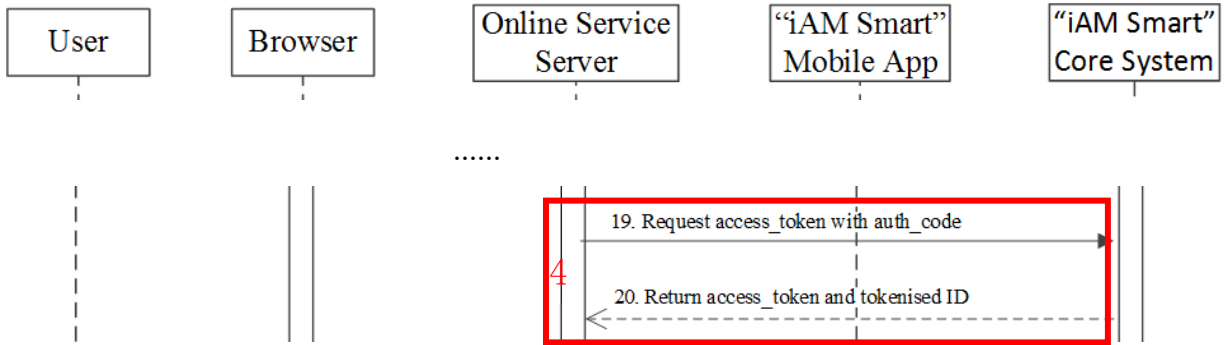 User
Browser
Online Service
Server
“iAM Smart”
Mobile App
“iAM Smart”
Core System
......
19. Request access_token with auth_code
4
20. Return access_token and tokenised ID